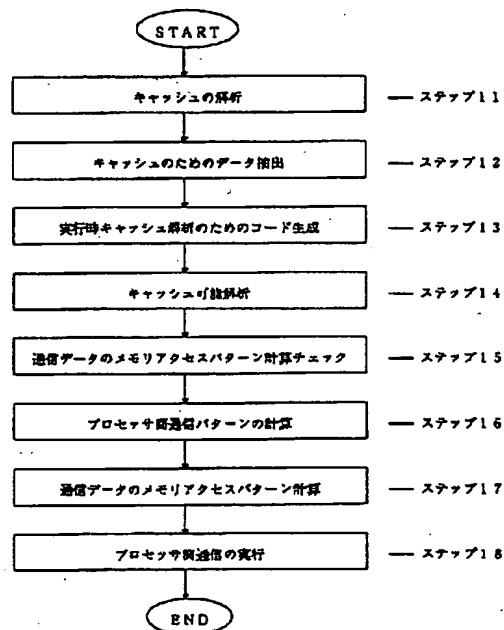 START
キャッシュの解析 ― ステップ11
キャッシュのためのデータ抽出 ― ステップ12
実行時キャッシュ解析のためのコード生成 ― ステップ13
キャッシュ可能解析 ― ステップ14
通信データのメモリアクセスパターン計算チェック ― ステップ15
プロセッサ間通信パターンの計算 ― ステップ16
通信データのメモリアクセスパターン計算 ― ステップ17
プロセッサ間通信の実行 ― ステップ18
END